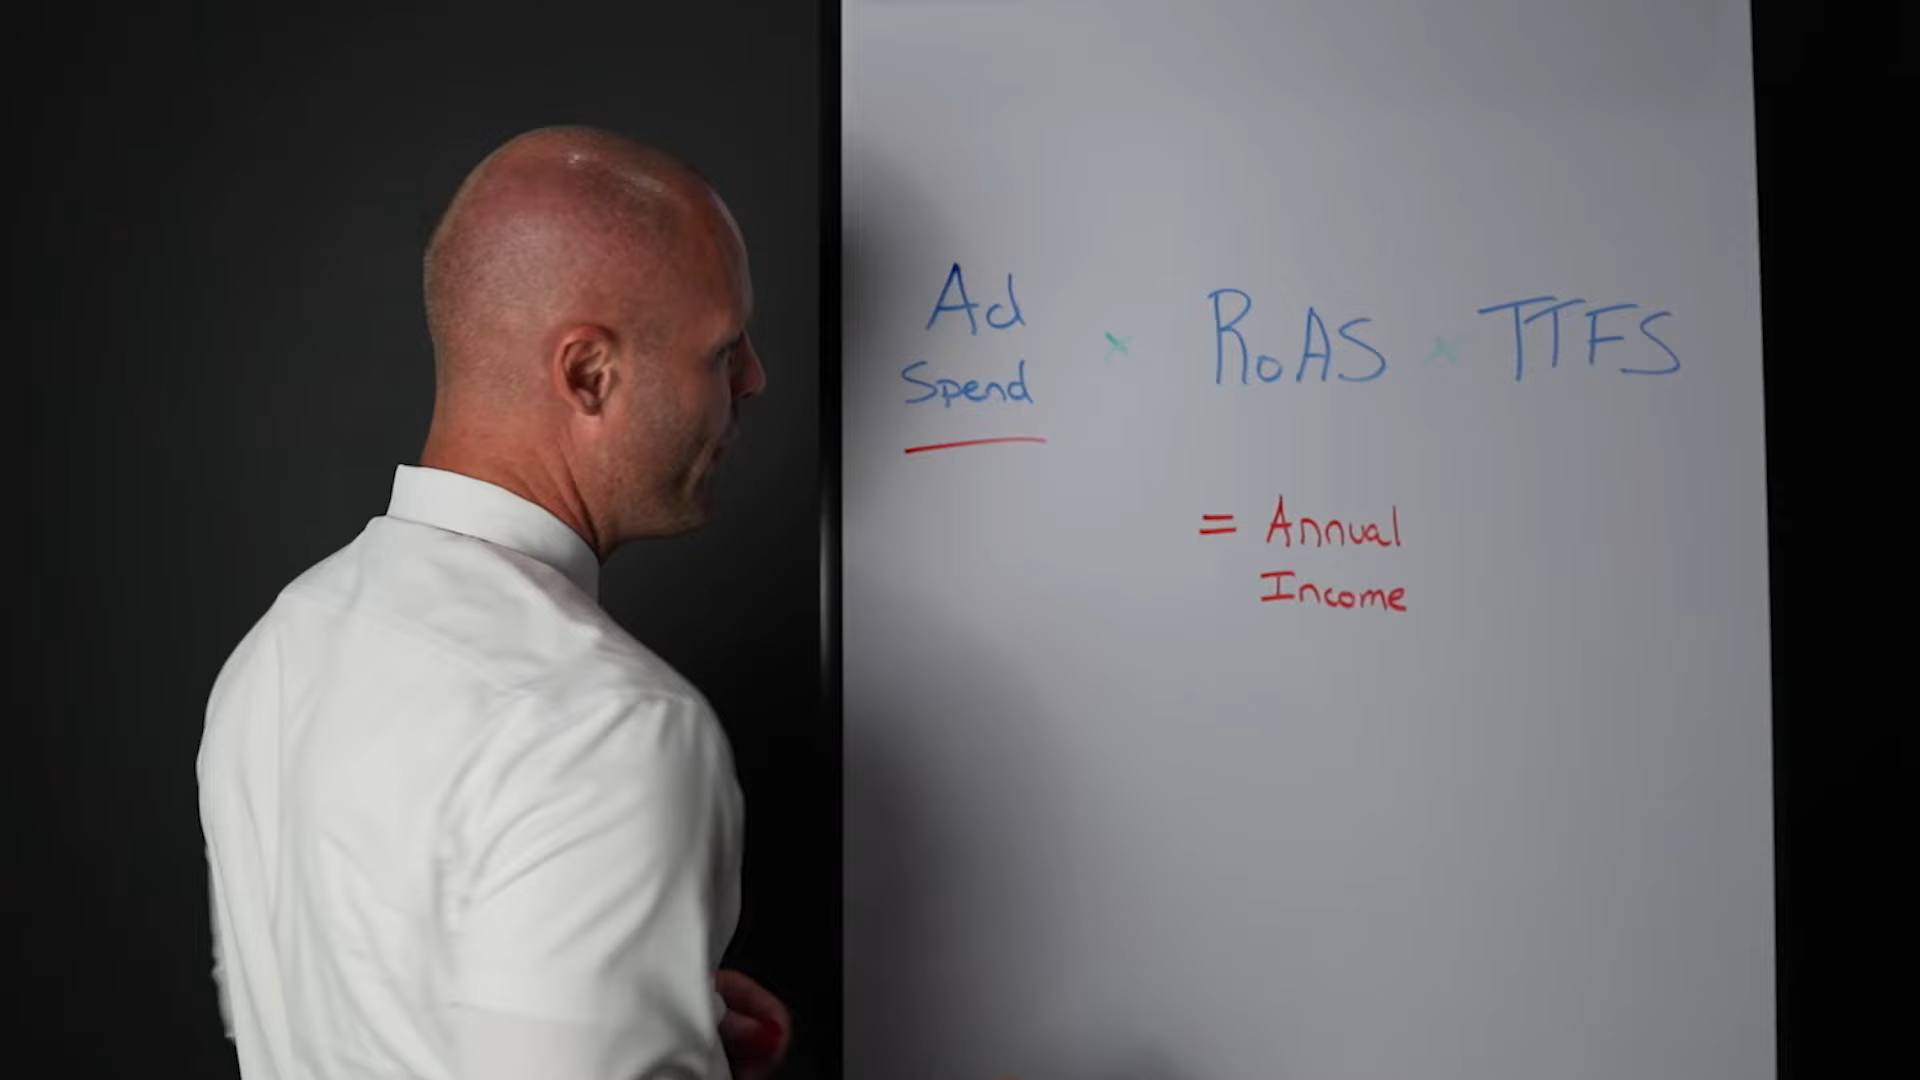 Ad × RoAS × TTFS
Spend
= Annual
Income